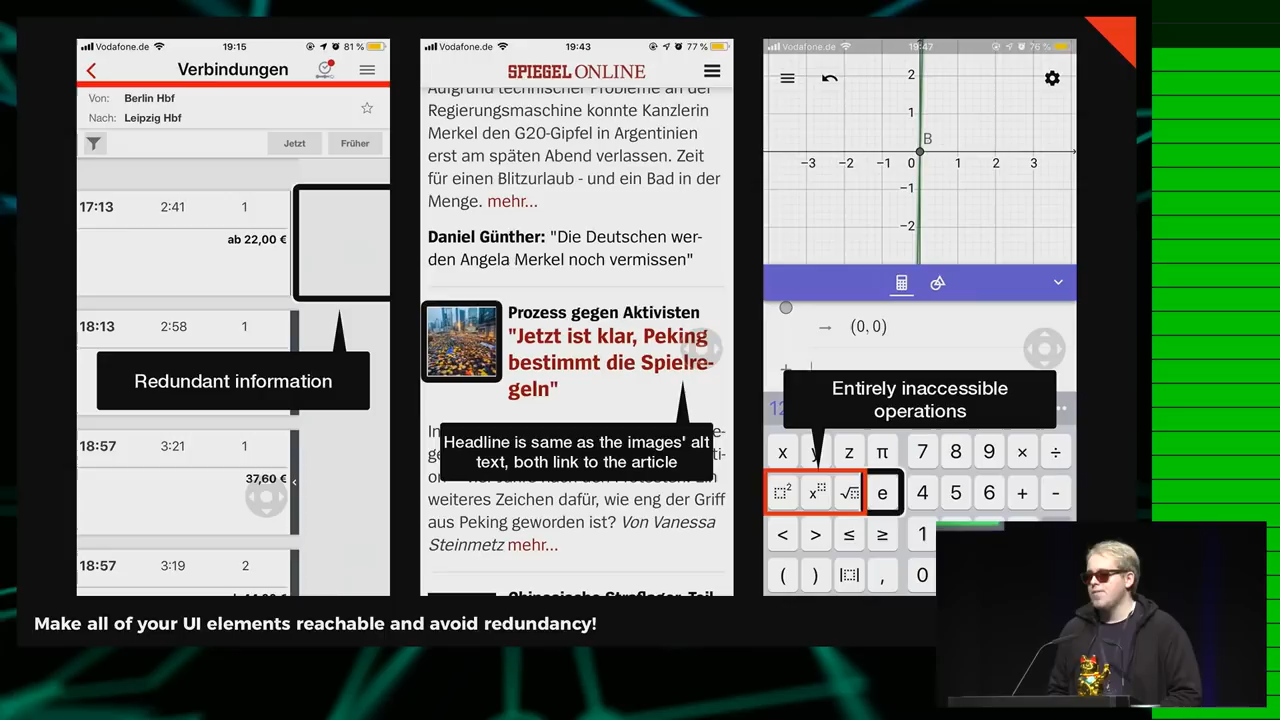 Vodafone.de
19:15
81 %
Verbindungen
Von: Berlin Hbf
Nach: Leipzig Hbf
Jetzt
Früher
17:13 2:41 1
ab 22,00 €
18:13 2:58 1
Redundant information
18:57 3:21 1
37,60 €
18:57 3:19 2
Vodafone.de
19:43
77 %
SPIEGEL ONLINE
Aufgrund technischer Probleme an der
Regierungsmaschine konnte Kanzlerin
Merkel den G20-Gipfel in Argentinien
erst am späten Abend verlassen. Zeit
für einen Blitzurlaub - und ein Bad in der
Menge. mehr...
Daniel Günther: "Die Deutschen wer-
den Angela Merkel noch vermissen"
Prozess gegen Aktivisten
"Jetzt ist klar, Peking
bestimmt die Spielre-
geln"
Headline is same as the images' alt
text, both link to the article
weiteres Zeichen dafür, wie eng der Griff
aus Peking geworden ist? Von Vanessa
Steinmetz mehr...
Vodafone.de
19:47
76 %
2
1
B
-3 -2 -1 0 1 2 3
-1
-2
→ (0, 0)
Entirely inaccessible
operations
x y z π 7 8 9 × ÷
2 x √ e 4 5 6 + -
< > ≤ ≥ 1
( ) , 0
Make all of your UI elements reachable and avoid redundancy!